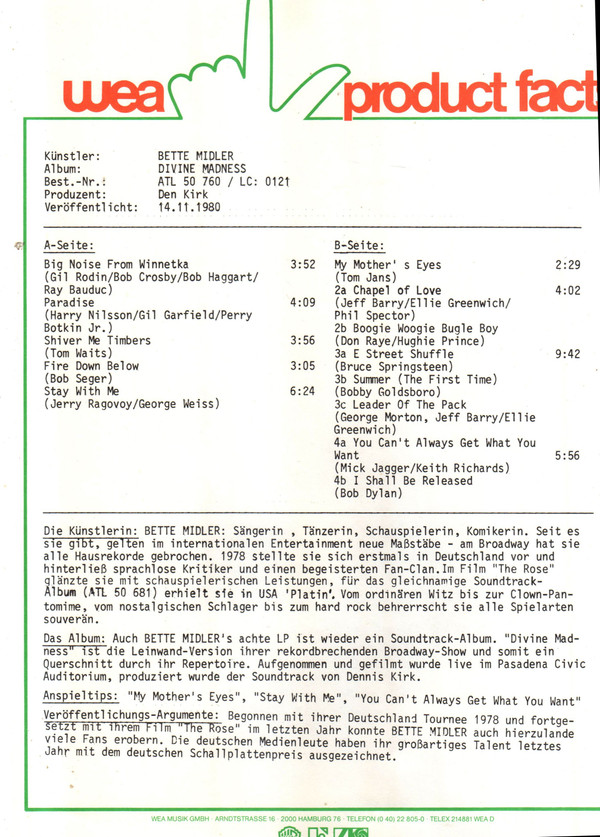 wea product fact
Künstler: BETTE MIDLER
Album: DIVINE MADNESS
Best.-Nr.: ATL 50 760 / LC: 0121
Produzent: Den Kirk
Veröffentlicht: 14.11.1980
A-Seite:
Big Noise From Winnetka 3:52
(Gil Rodin/Bob Crosby/Bob Haggart/
Ray Bauduc)
Paradise 4:09
(Harry Nilsson/Gil Garfield/Perry
Botkin Jr.)
Shiver Me Timbers 3:56
(Tom Waits)
Fire Down Below 3:05
(Bob Seger)
Stay With Me 6:24
(Jerry Ragovoy/George Weiss)
B-Seite:
My Mother' s Eyes 2:29
(Tom Jans)
2a Chapel of Love 4:02
(Jeff Barry/Ellie Greenwich/
Phil Spector)
2b Boogie Woogie Bugle Boy
(Don Raye/Hughie Prince)
3a E Street Shuffle 9:42
(Bruce Springsteen)
3b Summer (The First Time)
(Bobby Goldsboro)
3c Leader Of The Pack
(George Morton, Jeff Barry/Ellie
Greenwich)
4a You Can't Always Get What You
Want 5:56
(Mick Jagger/Keith Richards)
4b I Shall Be Released
(Bob Dylan)
Die Künstlerin: BETTE MIDLER: Sängerin , Tänzerin, Schauspielerin, Komikerin. Seit es
sie gibt, gelten im internationalen Entertainment neue Maßstäbe - am Broadway hat sie
alle Hausrekorde gebrochen. 1978 stellte sie sich erstmals in Deutschland vor und
hinterließ sprachlose Kritiker und einen begeisterten Fan-Clan.Im Film "The Rose"
glänzte sie mit schauspielerischen Leistungen, für das gleichnamige Soundtrack-
Album (ATL 50 681) erhielt sie in USA 'Platin'. Vom ordinären Witz bis zur Clown-Pan-
tomime, vom nostalgischen Schlager bis zum hard rock behrerrscht sie alle Spielarten
souverän.
Das Album: Auch BETTE MIDLER's achte LP ist wieder ein Soundtrack-Album. "Divine Mad-
ness" ist die Leinwand-Version ihrer rekordbrechenden Broadway-Show und somit ein
Querschnitt durch ihr Repertoire. Aufgenommen und gefilmt wurde live im Pasadena Civic
Auditorium, produziert wurde der Soundtrack von Dennis Kirk.
Anspieltips: "My Mother's Eyes", "Stay With Me", "You Can't Always Get What You Want"
Veröffentlichungs-Argumente: Begonnen mit ihrer Deutschland Tournee 1978 und fortge-
setzt mit ihrem Film "The Rose" im letzten Jahr konnte BETTE MIDLER auch hierzulande
viele Fans erobern. Die deutschen Medienleute haben ihr großartiges Talent letztes
Jahr mit dem deutschen Schallplattenpreis ausgezeichnet.
WEA MUSIK GMBH · ARNDTSTRASSE 16 · 2000 HAMBURG 76 · TELEFON (0 40) 22 805-0 · TELEX 214881 WEA D